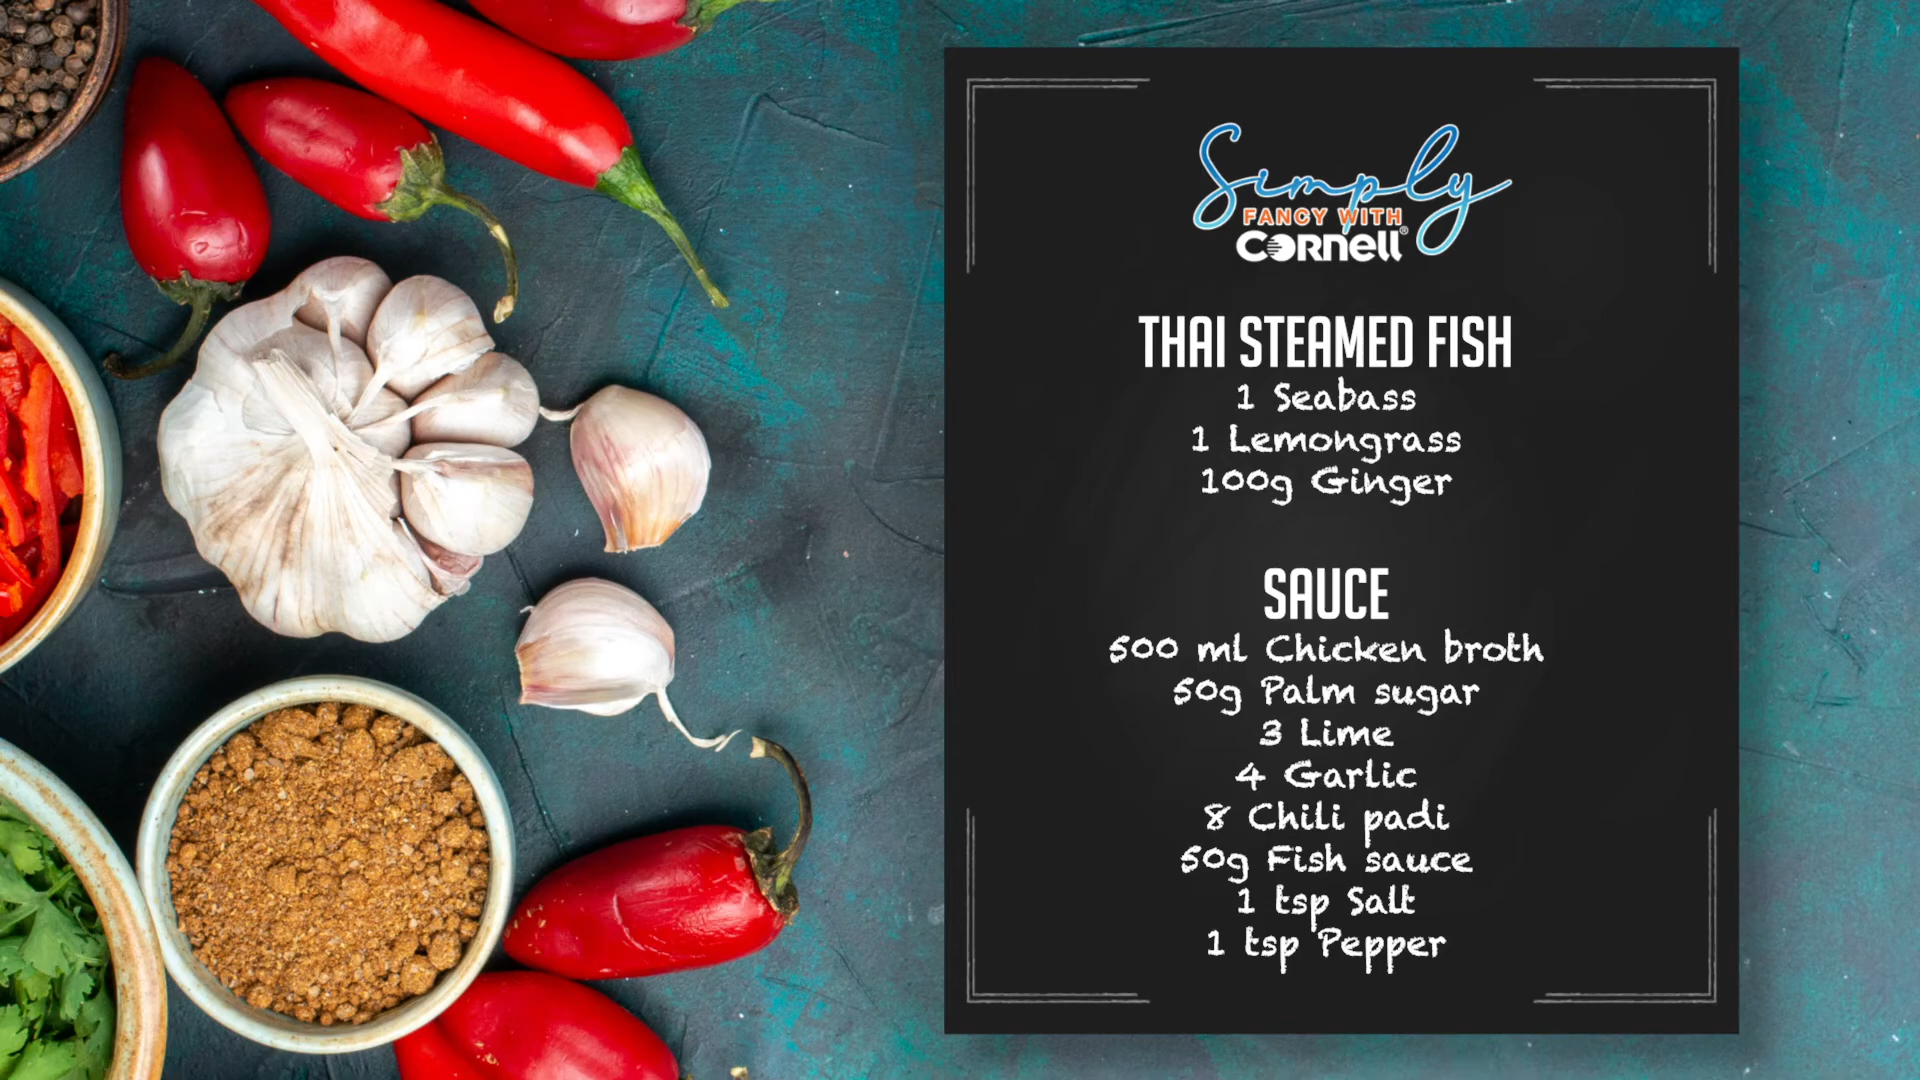 Simply
FANCY WITH
CORNELL®
THAI STEAMED FISH
1 Seabass
1 Lemongrass
100g Ginger
SAUCE
500 ml Chicken broth
50g Palm sugar
3 Lime
4 Garlic
8 Chili padi
50g Fish sauce
1 tsp Salt
1 tsp Pepper